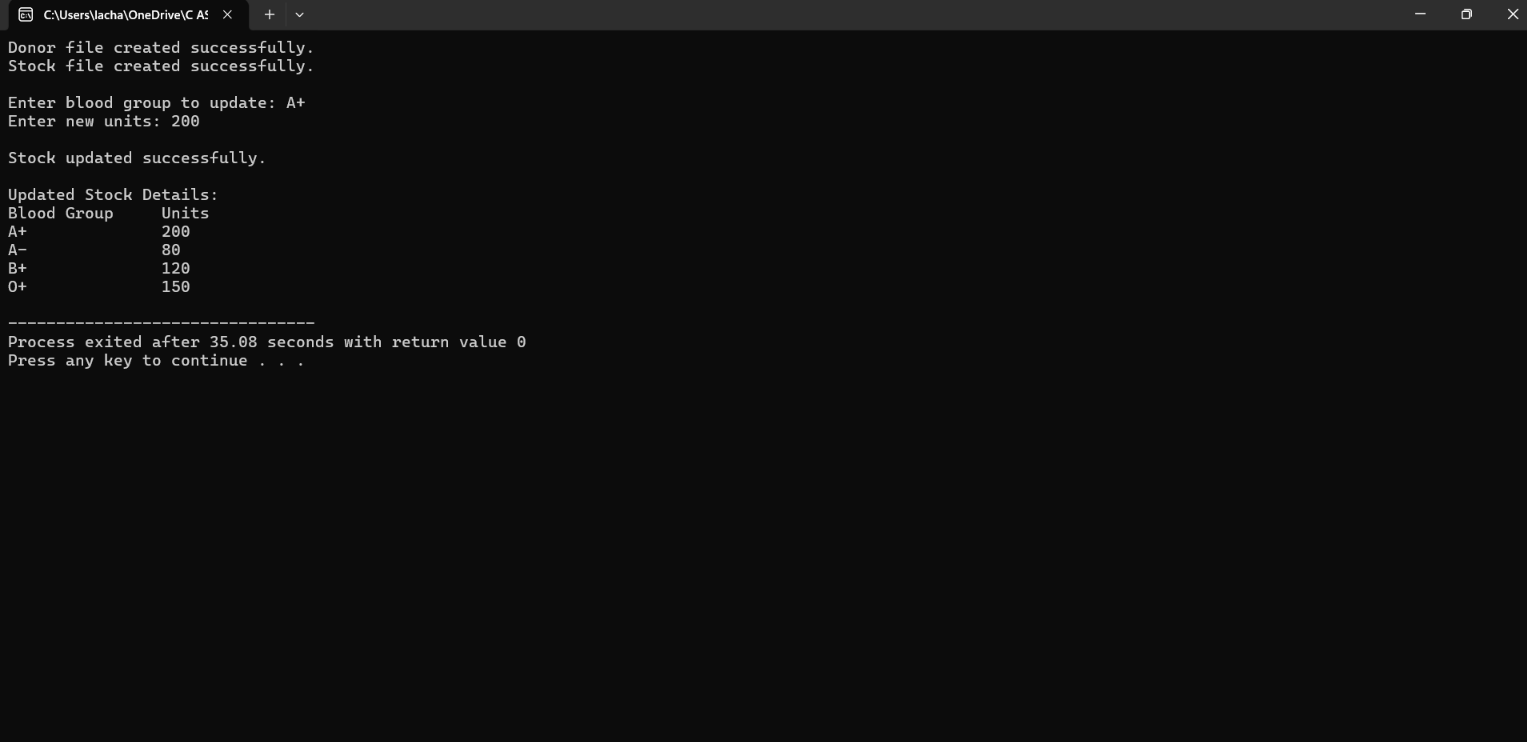 C:\Users\lacha\OneDrive\C AS
Donor file created successfully.
Stock file created successfully.
Enter blood group to update: A+
Enter new units: 200
Stock updated successfully.
Updated Stock Details:
Blood Group     Units
A+              200
A-              80
B+              120
O+              150
--------------------------------
Process exited after 35.08 seconds with return value 0
Press any key to continue . . .